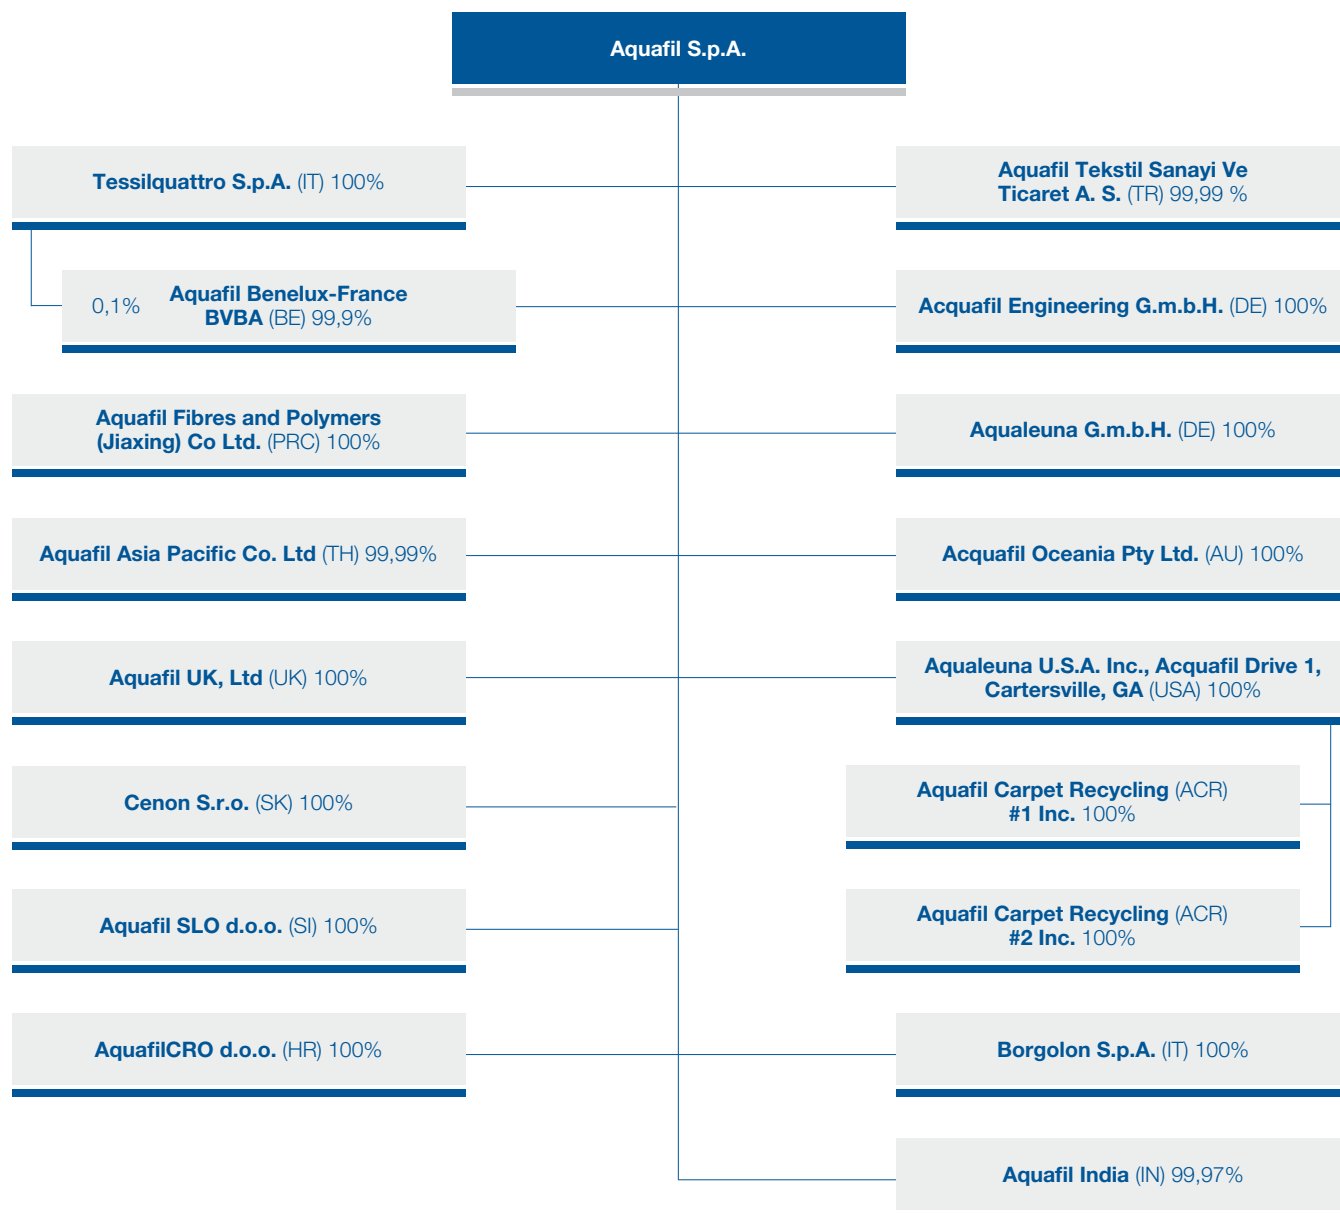 Aquafil S.p.A.
Tessilquattro S.p.A. (IT) 100%
Aquafil Tekstil Sanayi Ve
Ticaret A. S. (TR) 99,99 %
0,1%
Aquafil Benelux-France
BVBA (BE) 99,9%
Acquafil Engineering G.m.b.H. (DE) 100%
Aquafil Fibres and Polymers
(Jiaxing) Co Ltd. (PRC) 100%
Aqualeuna G.m.b.H. (DE) 100%
Aquafil Asia Pacific Co. Ltd (TH) 99,99%
Acquafil Oceania Pty Ltd. (AU) 100%
Aquafil UK, Ltd (UK) 100%
Aqualeuna U.S.A. Inc., Acquafil Drive 1,
Cartersville, GA (USA) 100%
Cenon S.r.o. (SK) 100%
Aquafil Carpet Recycling (ACR)
#1 Inc. 100%
Aquafil SLO d.o.o. (SI) 100%
Aquafil Carpet Recycling (ACR)
#2 Inc. 100%
AquafilCRO d.o.o. (HR) 100%
Borgolon S.p.A. (IT) 100%
Aquafil India (IN) 99,97%